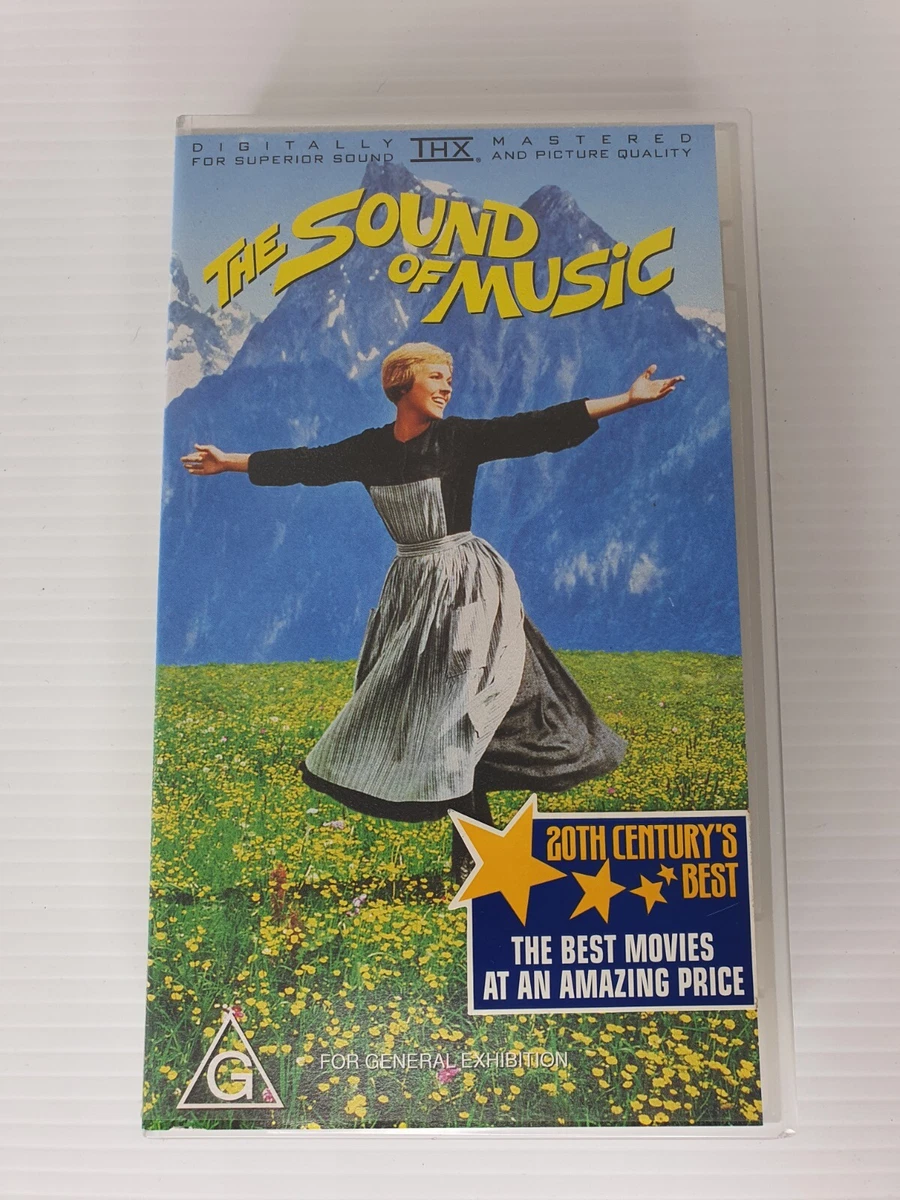 DIGITALLY THX® MASTERED
FOR SUPERIOR SOUND AND PICTURE QUALITY
THE SOUND
OF MUSiC
20TH CENTURY'S
BEST
THE BEST MOVIES
AT AN AMAZING PRICE
G FOR GENERAL EXHIBITION